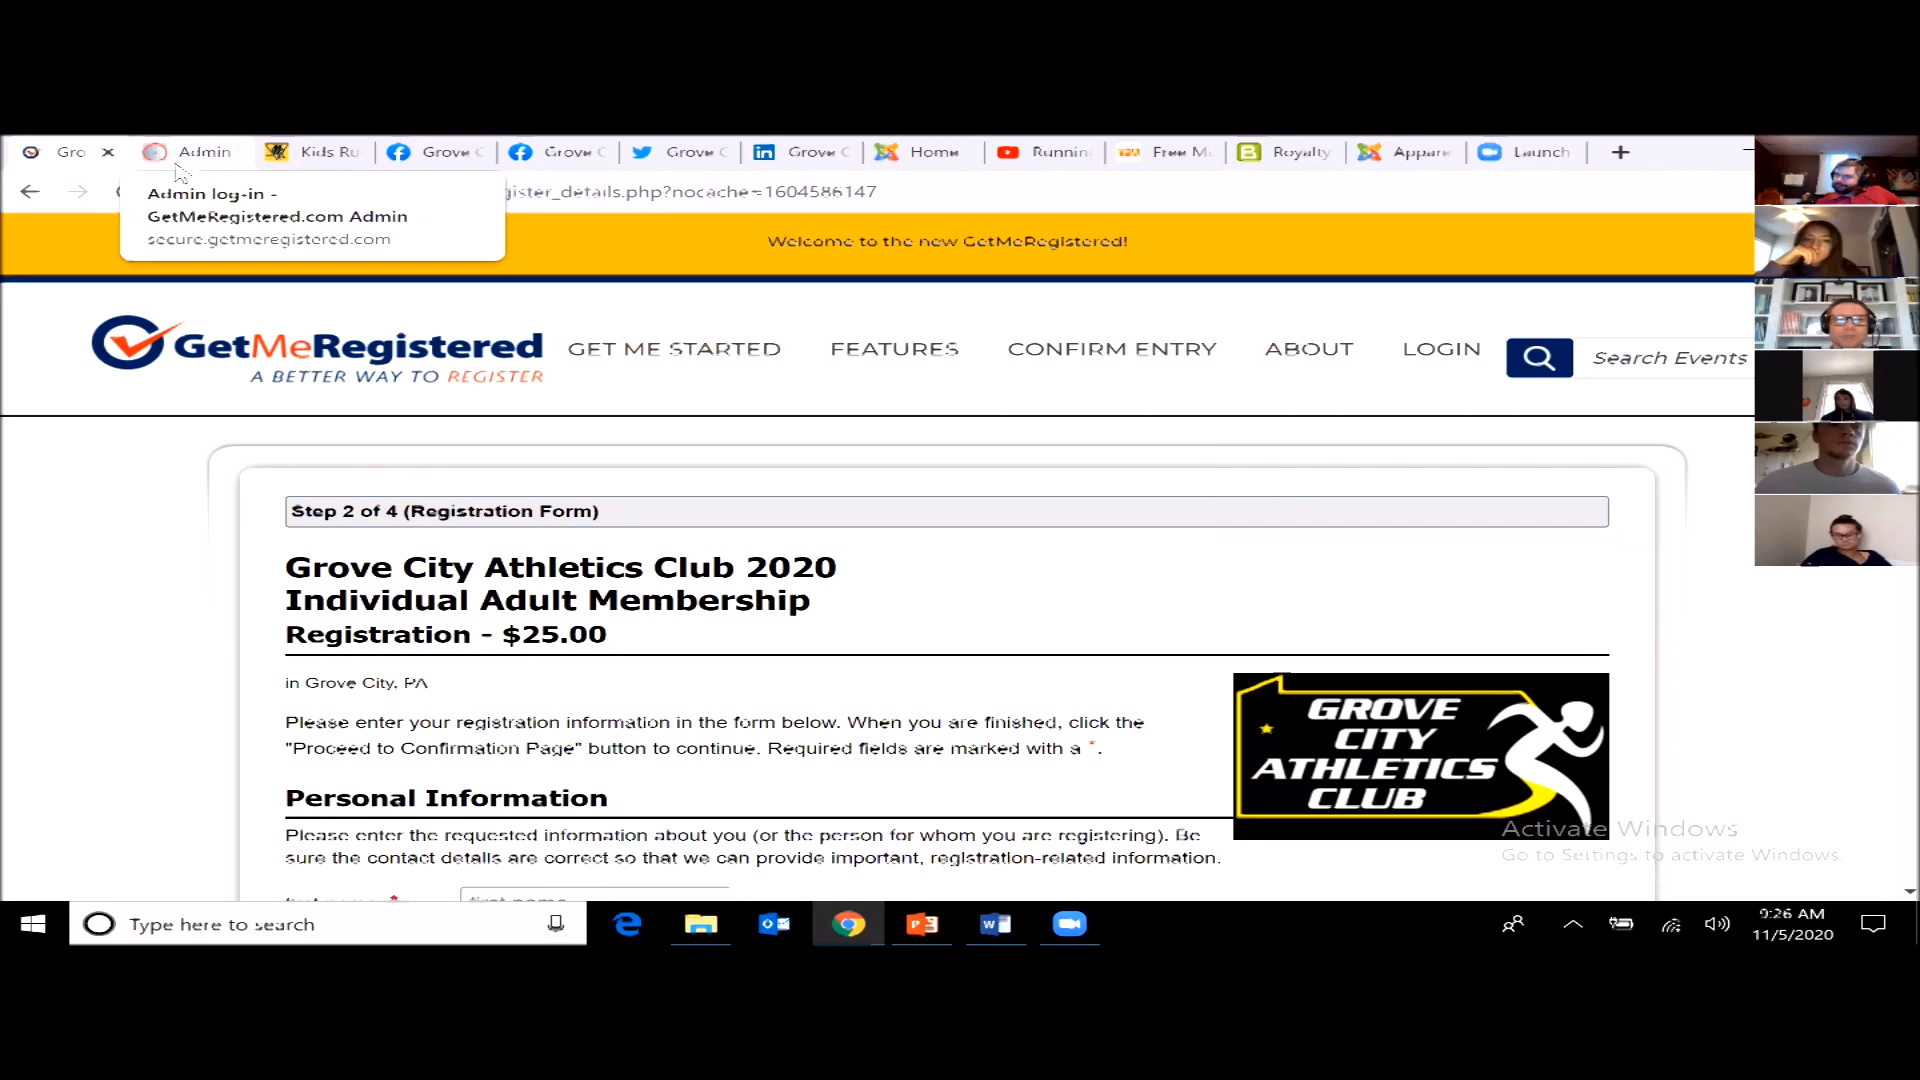 Gro
Admin
Kids Ru
Grove C
Grove C
Grove C
Grove C
Home
Runnin
Free M
Royalty
Appare
Launch
Admin log-in -
GetMeRegistered.com Admin
secure.getmeregistered.com
gister_details.php?nocache=1604586147
Welcome to the new GetMeRegistered!
GetMeRegistered
A BETTER WAY TO REGISTER
GET ME STARTED
FEATURES
CONFIRM ENTRY
ABOUT
LOGIN
Search Events
Step 2 of 4 (Registration Form)
Grove City Athletics Club 2020
Individual Adult Membership
Registration - $25.00
in Grove City, PA
Please enter your registration information in the form below. When you are finished, click the
"Proceed to Confirmation Page" button to continue. Required fields are marked with a *.
GROVE
CITY
ATHLETICS
CLUB
Personal Information
Please enter the requested information about you (or the person for whom you are registering). Be
sure the contact details are correct so that we can provide important, registration-related information.
Activate Windows
Go to Settings to activate Windows.
Type here to search
9:26 AM
11/5/2020